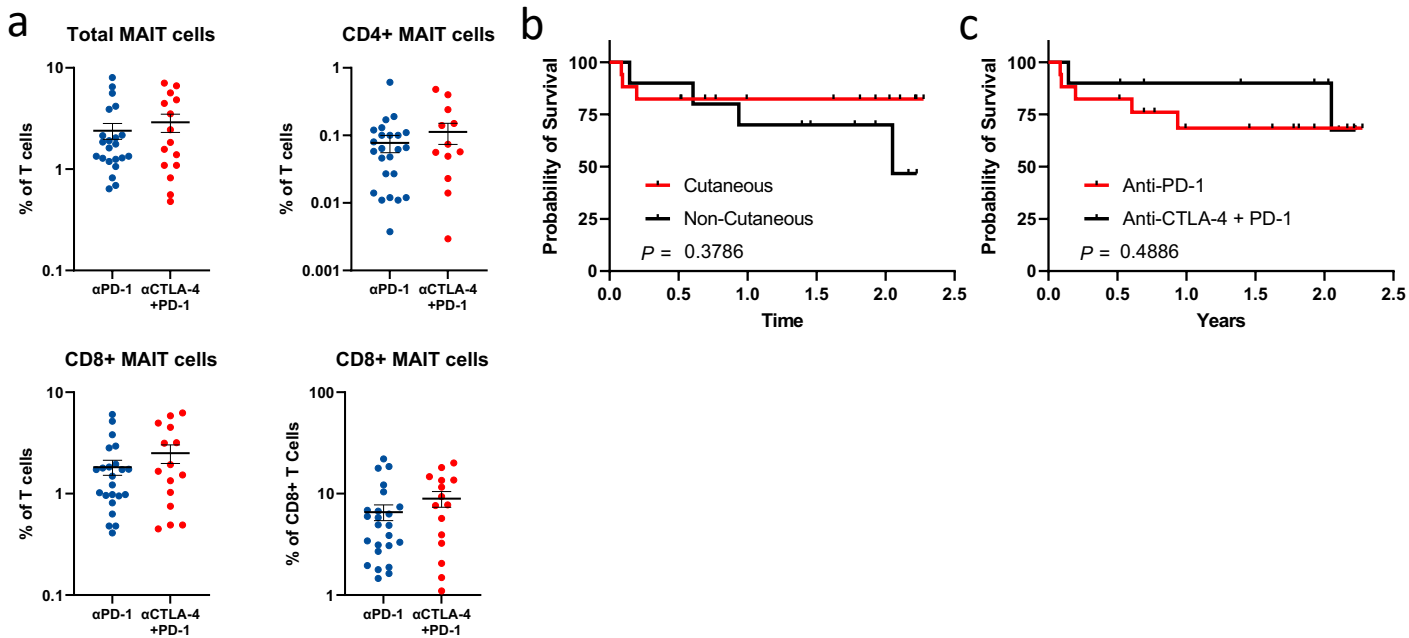 a
Total MAIT cells
% of T cells
10
1
0.1
αPD-1
αCTLA-4
+PD-1
CD4+ MAIT cells
% of T cells
1
0.1
0.01
0.001
αPD-1
αCTLA-4
+PD-1
CD8+ MAIT cells
% of T cells
10
1
0.1
αPD-1
αCTLA-4
+PD-1
CD8+ MAIT cells
% of CD8+ T Cells
100
10
1
αPD-1
αCTLA-4
+PD-1
b
Probability of Survival
100
75
50
25
0
Cutaneous
Non-Cutaneous
P = 0.3786
0.0 0.5 1.0 1.5 2.0 2.5
Time
c
Probability of Survival
100
75
50
25
0
Anti-PD-1
Anti-CTLA-4 + PD-1
P = 0.4886
0.0 0.5 1.0 1.5 2.0 2.5
Years